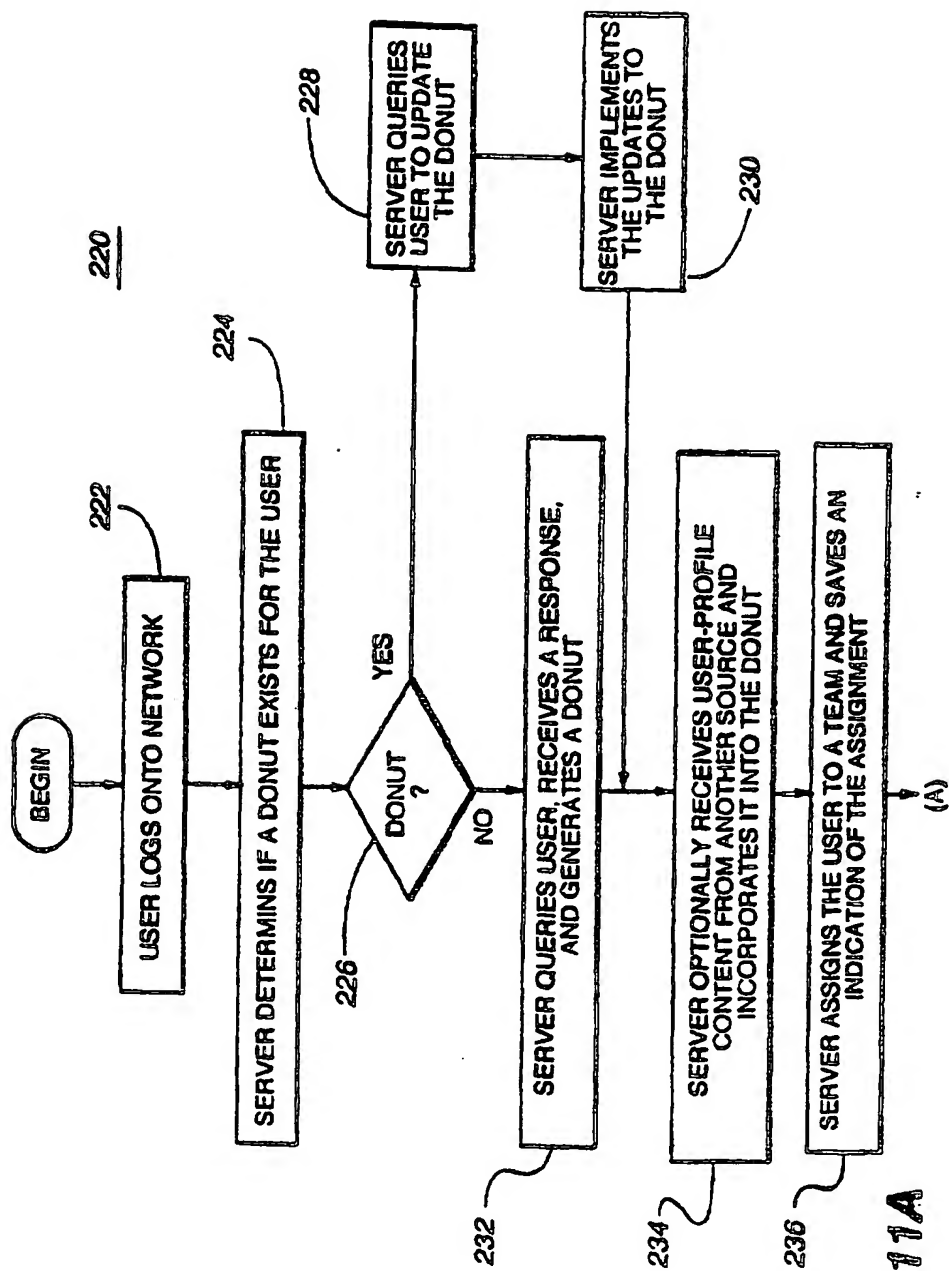 220
BEGIN
222
USER LOGS ONTO NETWORK
224
SERVER DETERMINS IF A DONUT EXISTS FOR THE USER
226
DONUT
?
YES
NO
228
SERVER QUERIES
USER TO UPDATE
THE DONUT
SERVER IMPLEMENTS
THE UPDATES TO
THE DONUT
230
232
SERVER QUERIES USER, RECEIVES A RESPONSE,
AND GENERATES A DONUT
234
SERVER OPTIONALLY RECEIVES USER-PROFILE
CONTENT FROM ANOTHER SOURCE AND
INCORPORATES IT INTO THE DONUT
236
SERVER ASSIGNS THE USER TO A TEAM AND SAVES AN
INDICATION OF THE ASSIGNMENT
(A)
11A